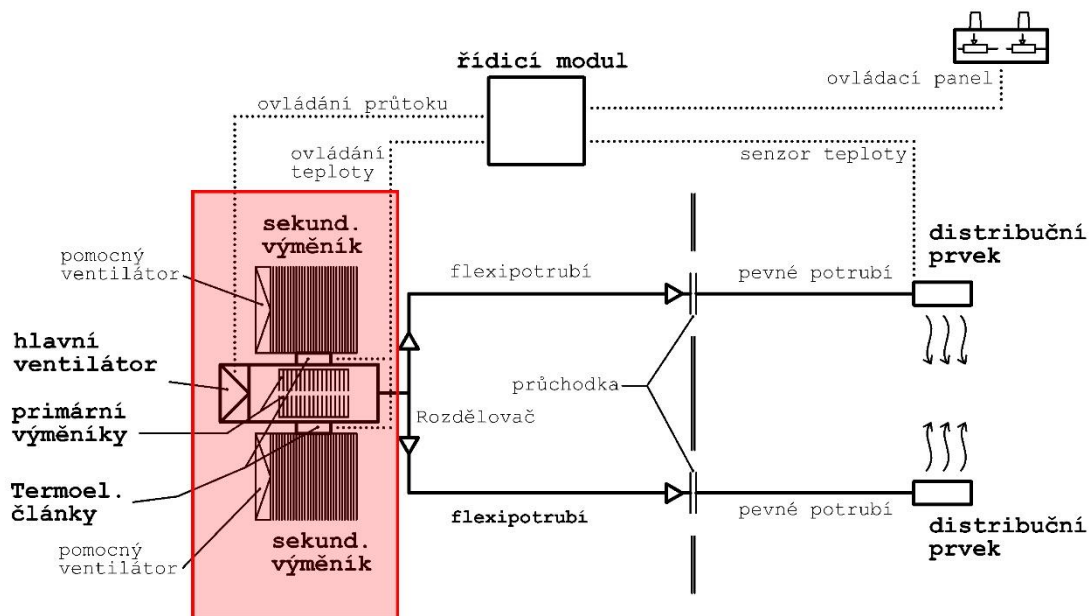 řídicí modul
ovládací panel
ovládání průtoku
ovládání
teploty
senzor teploty
sekund.
výměník
pomocný
ventilátor
distribuční
prvek
flexipotrubí
pevné potrubí
hlavní
ventilátor
průchodka
primární
výměníky
Rozdělovač
Termoel.
články
flexipotrubí
pevné potrubí
distribuční
prvek
sekund.
výměník
pomocný
ventilátor